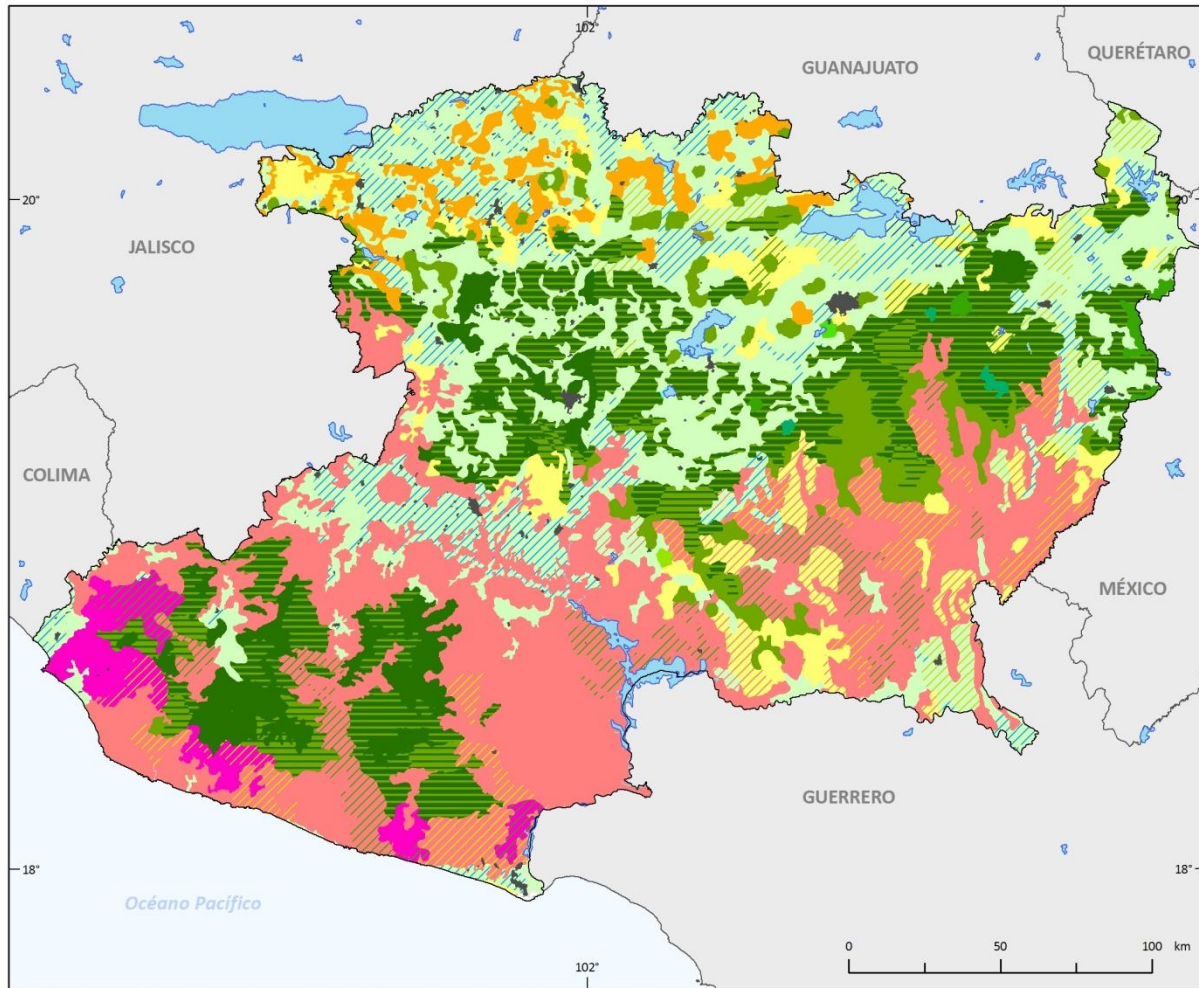 102°
QUERÉTARO
GUANAJUATO
20°
20°
JALISCO
COLIMA
MÉXICO
GUERRERO
18°
18°
Océano Pacífico
0 50 100 km
102°